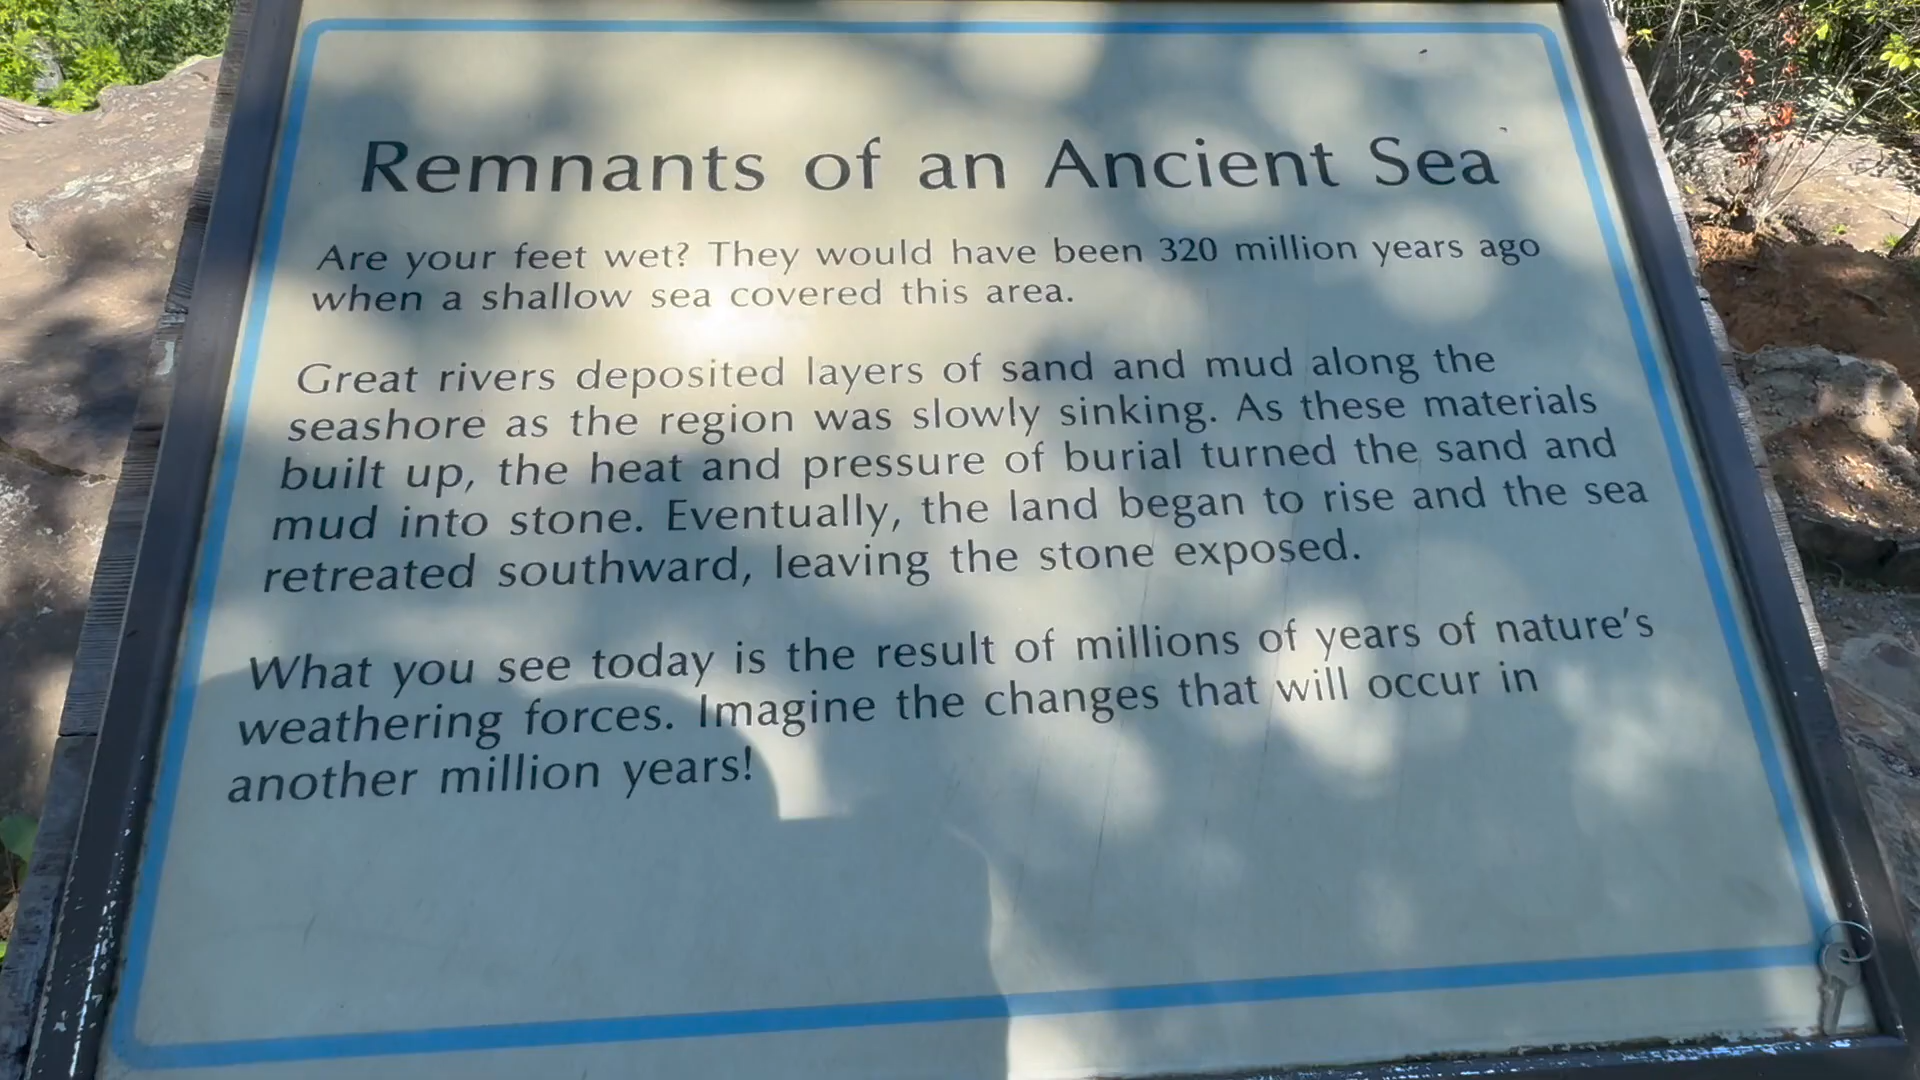 Remnants of an Ancient Sea
Are your feet wet? They would have been 320 million years ago
when a shallow sea covered this area.
Great rivers deposited layers of sand and mud along the
seashore as the region was slowly sinking. As these materials
built up, the heat and pressure of burial turned the sand and
mud into stone. Eventually, the land began to rise and the sea
retreated southward, leaving the stone exposed.
What you see today is the result of millions of years of nature's
weathering forces. Imagine the changes that will occur in
another million years!